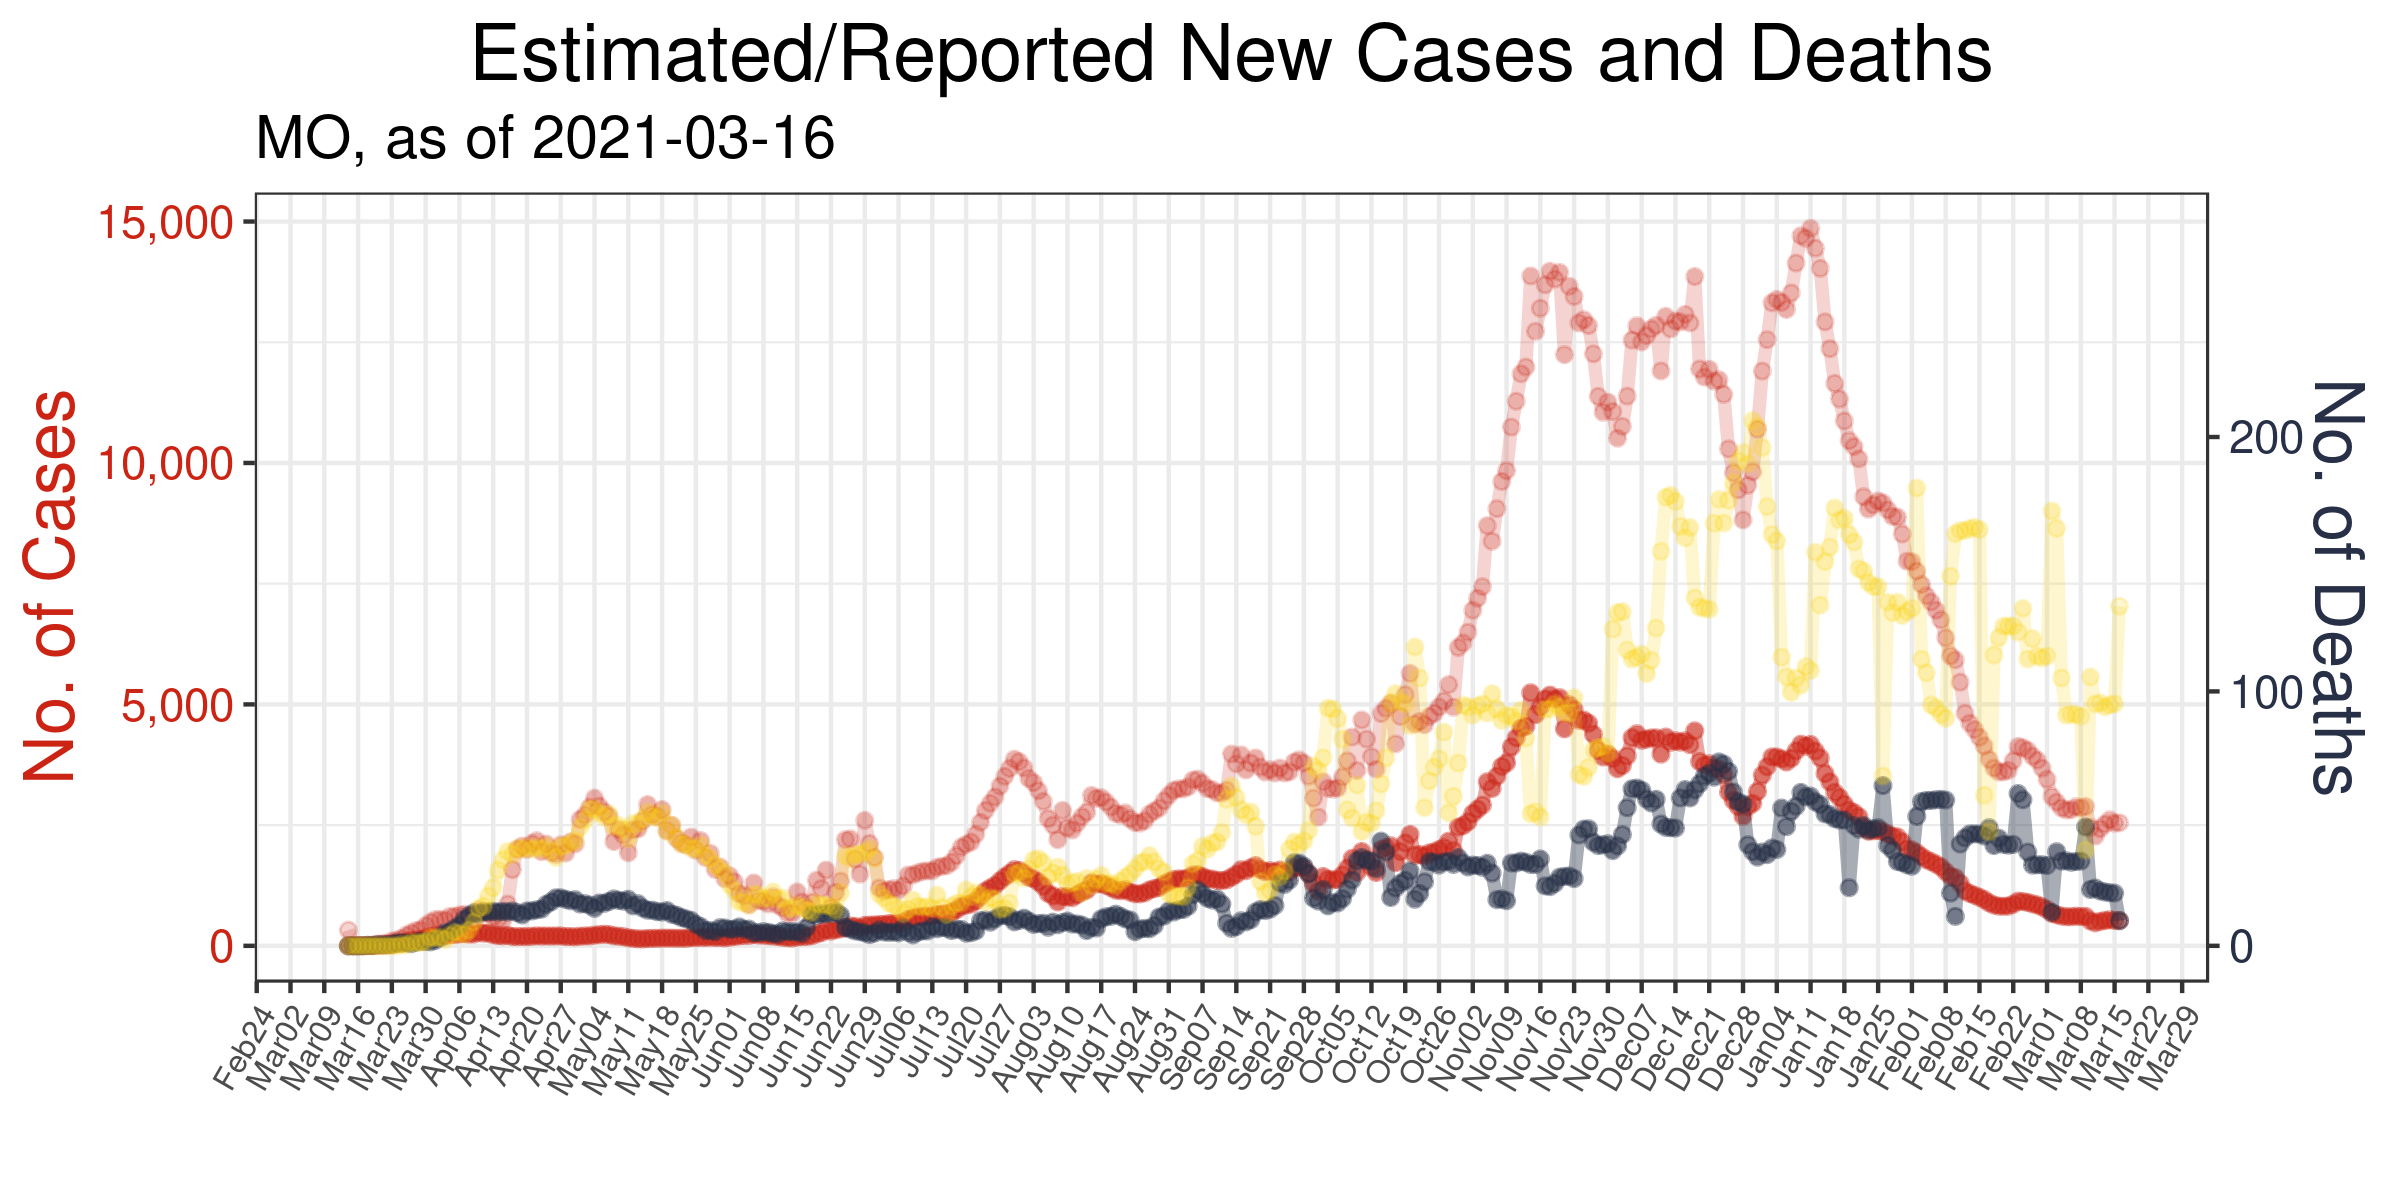 Estimated/Reported New Cases and Deaths
MO, as of 2021-03-16
No. of Cases
15,000
10,000
5,000
0
200
100
0
No. of Deaths
Feb24
Mar02
Mar09
Mar16
Mar23
Mar30
Apr06
Apr13
Apr20
Apr27
May04
May11
May18
May25
Jun01
Jun08
Jun15
Jun22
Jun29
Jul06
Jul13
Jul20
Jul27
Aug03
Aug10
Aug17
Aug24
Aug31
Sep07
Sep14
Sep21
Sep28
Oct05
Oct12
Oct19
Oct26
Nov02
Nov09
Nov16
Nov23
Nov30
Dec07
Dec14
Dec21
Dec28
Jan04
Jan11
Jan18
Jan25
Feb01
Feb08
Feb15
Feb22
Mar01
Mar08
Mar15
Mar22
Mar29